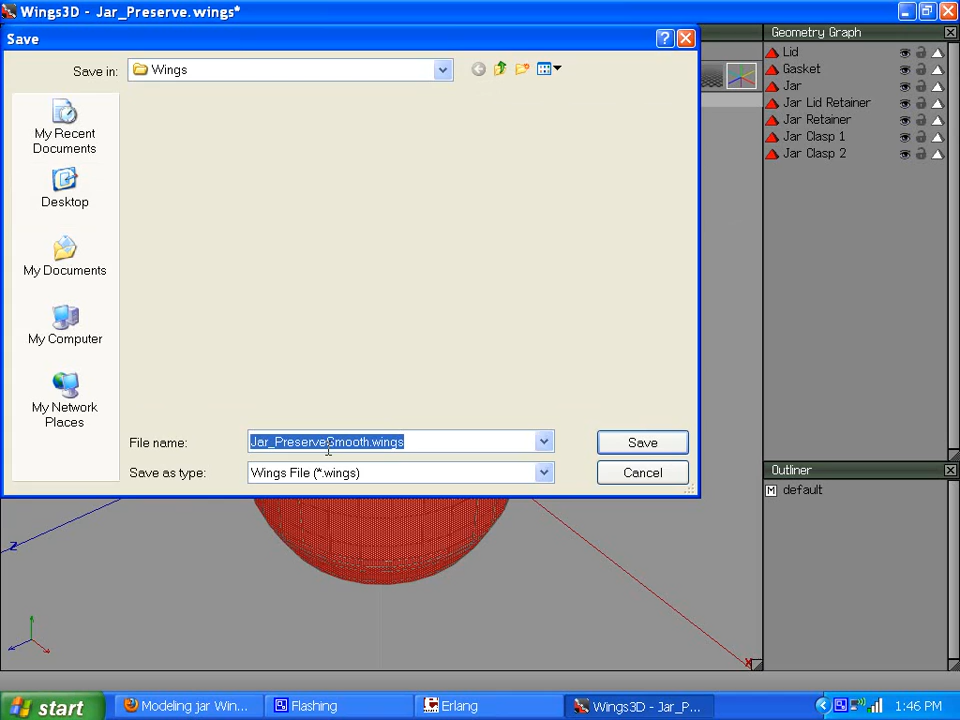 Wings3D - Jar_Preserve.wings*
Save
Save in:
Wings
My Recent
Documents
Desktop
My Documents
My Computer
My Network
Places
File name:
Jar_PreserveSmooth.wings
Save
Save as type:
Wings File (*.wings)
Cancel
Geometry Graph
Lid
Gasket
Jar
Jar Lid Retainer
Jar Retainer
Jar Clasp 1
Jar Clasp 2
Outliner
M default
Z
X
start
Modeling jar Win...
Flashing
Erlang
Wings3D - Jar_P...
1:46 PM